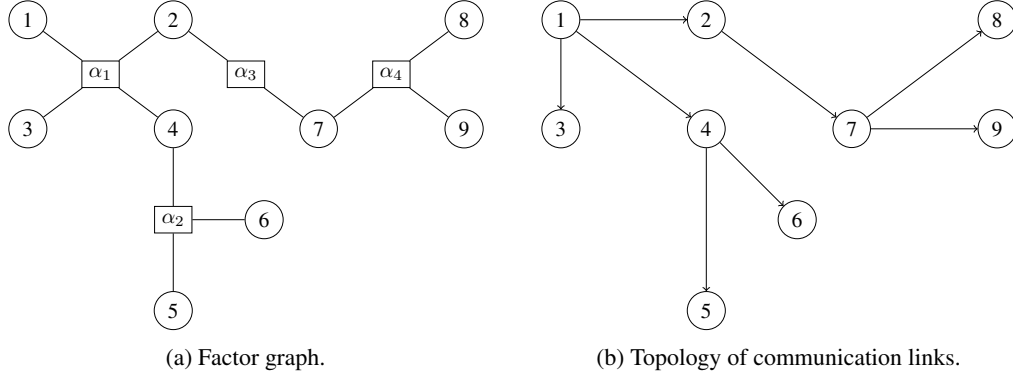 1 2 8 1 2 8
α₁ α₃ α₄
3 4 7 9 3 4 7 9
α₂ 6 6
5 5
(a) Factor graph. (b) Topology of communication links.